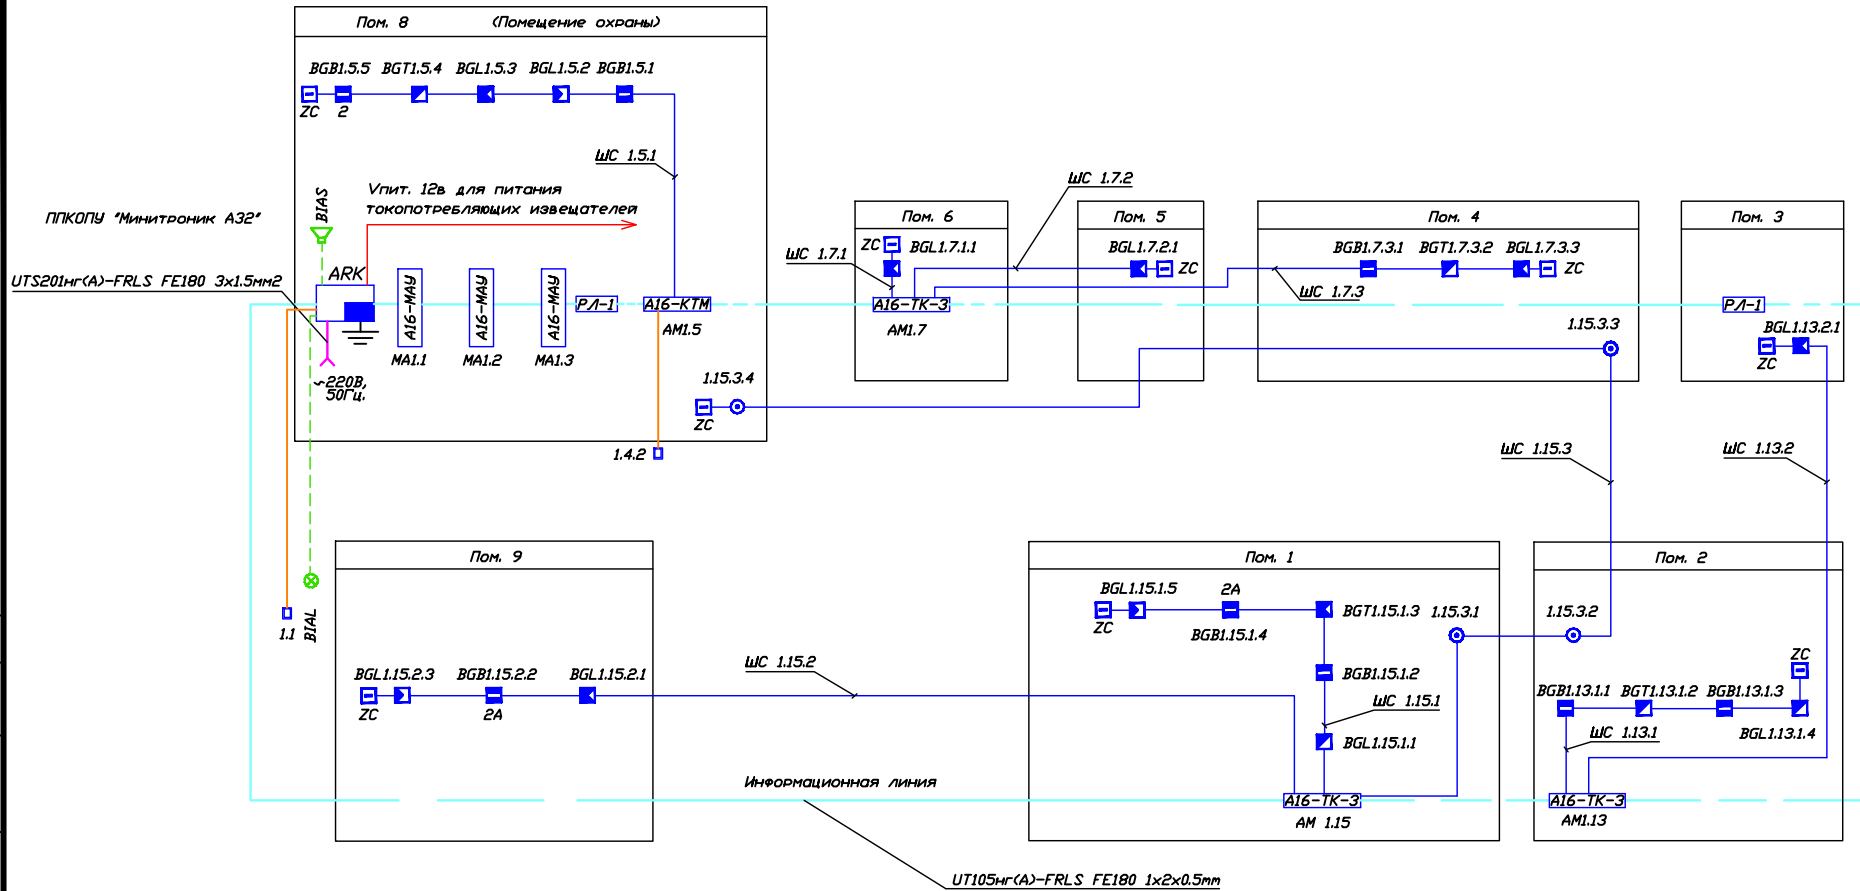 Пом. 8 (Помещение охраны)
BGB1.5.5 BGT1.5.4 BGL1.5.3 BGL1.5.2 BGB1.5.1
ZC 2
ШС 1.5.1
Vпит. 12в для питания
токопотребляющих извещателей
BIAS
ППКОПУ "Минитроник А32"
UTS201нг(А)-FRLS FE180 3x1.5мм2
ARK
А16-МАУ
А16-МАУ
А16-МАУ
РЛ-1
А16-КТМ
МА1.1
МА1.2
МА1.3
АМ1.5
~220В,
50Гц.
1.15.3.4
ZC
1.4.2
1.1
BIAL
Пом. 6
ZC
BGL1.7.1.1
ШС 1.7.1
А16-ТК-3
АМ1.7
ШС 1.7.2
Пом. 5
BGL1.7.2.1
ZC
Пом. 4
BGB1.7.3.1 BGT1.7.3.2 BGL1.7.3.3
ZC
ШС 1.7.3
1.15.3.3
Пом. 3
РЛ-1
BGL1.13.2.1
ZC
ШС 1.15.3
ШС 1.13.2
Пом. 9
BGL1.15.2.3 BGB1.15.2.2 BGL1.15.2.1
ZC 2А
ШС 1.15.2
Пом. 1
BGL1.15.1.5 2А
ZC BGB1.15.1.4
BGT1.15.1.3
1.15.3.1
BGB1.15.1.2
ШС 1.15.1
BGL1.15.1.1
А16-ТК-3
АМ 1.15
Пом. 2
1.15.3.2
ZC
BGB1.13.1.1 BGT1.13.1.2 BGB1.13.1.3
ШС 1.13.1
BGL1.13.1.4
А16-ТК-3
АМ1.13
Информационная линия
UT105нг(А)-FRLS FE180 1x2x0.5mm